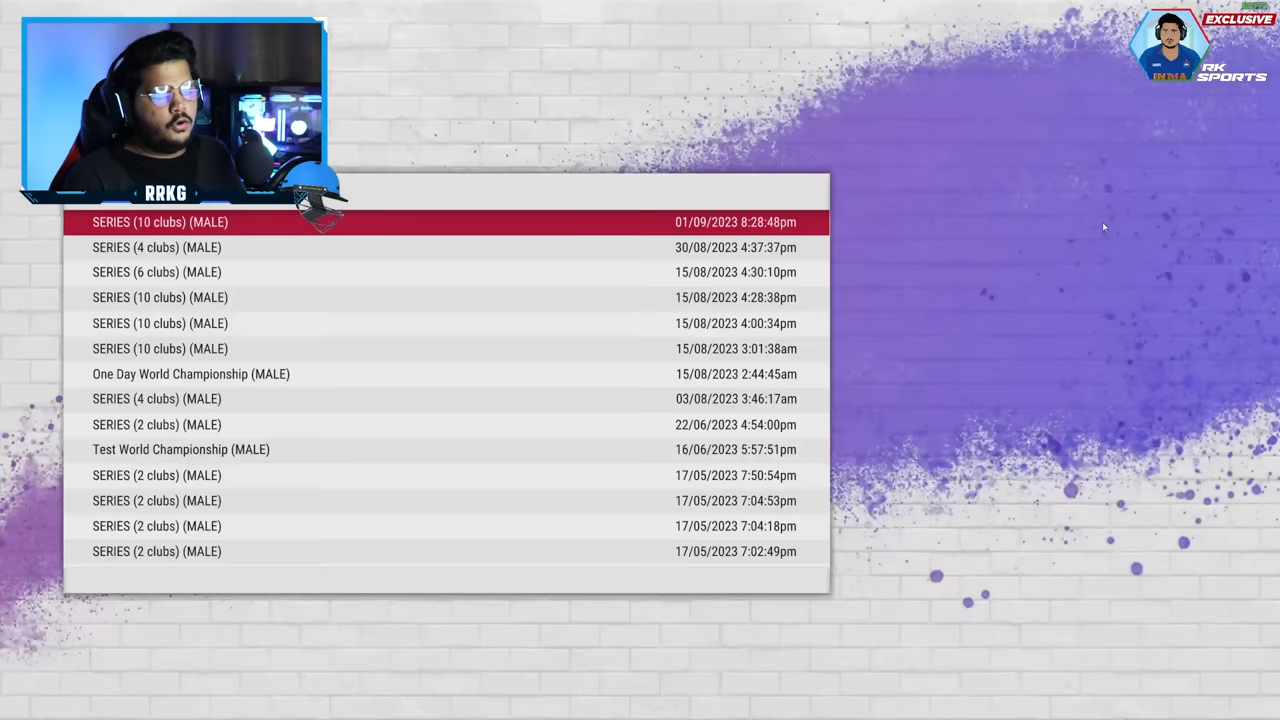 EXCLUSIVE
INDIA
RK
SPORTS
RRKG
SERIES (10 clubs) (MALE) 01/09/2023 8:28:48pm
SERIES (4 clubs) (MALE) 30/08/2023 4:37:37pm
SERIES (6 clubs) (MALE) 15/08/2023 4:30:10pm
SERIES (10 clubs) (MALE) 15/08/2023 4:28:38pm
SERIES (10 clubs) (MALE) 15/08/2023 4:00:34pm
SERIES (10 clubs) (MALE) 15/08/2023 3:01:38am
One Day World Championship (MALE) 15/08/2023 2:44:45am
SERIES (4 clubs) (MALE) 03/08/2023 3:46:17am
SERIES (2 clubs) (MALE) 22/06/2023 4:54:00pm
Test World Championship (MALE) 16/06/2023 5:57:51pm
SERIES (2 clubs) (MALE) 17/05/2023 7:50:54pm
SERIES (2 clubs) (MALE) 17/05/2023 7:04:53pm
SERIES (2 clubs) (MALE) 17/05/2023 7:04:18pm
SERIES (2 clubs) (MALE) 17/05/2023 7:02:49pm